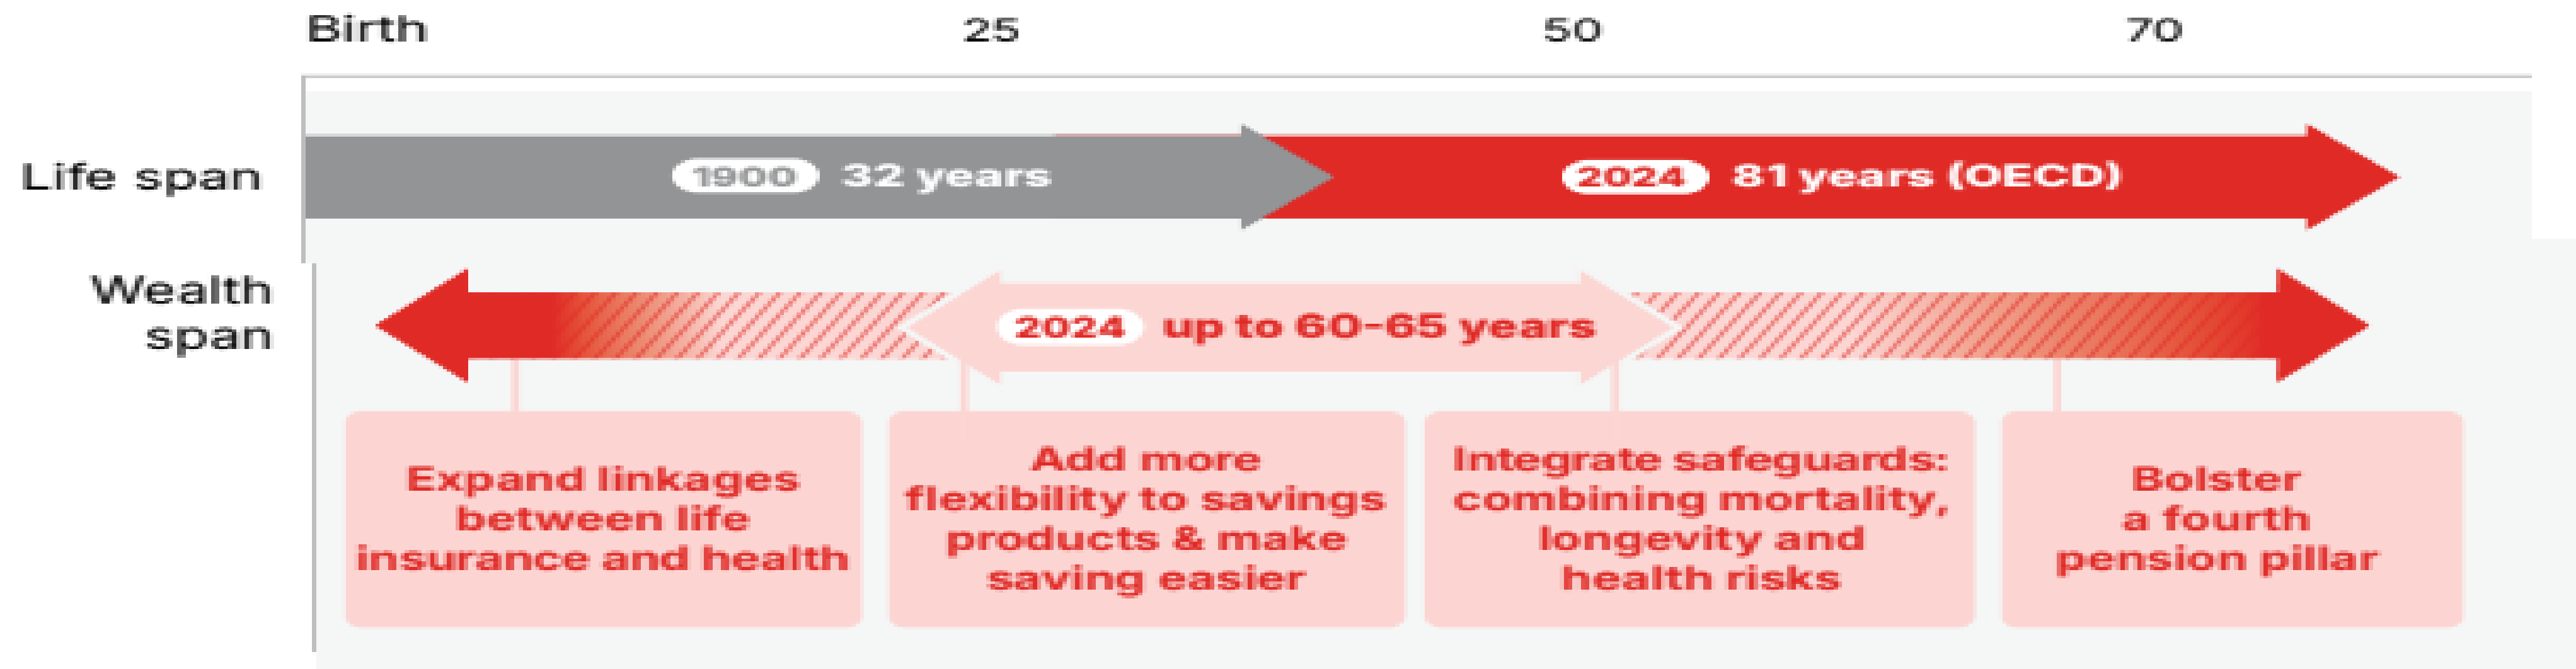 Birth 25 50 70
Life span
1900 32 years
2024 81 years (OECD)
Wealth
span
2024 up to 60-65 years
Expand linkages
between life
insurance and health
Add more
flexibility to savings
products & make
saving easier
Integrate safeguards:
combining mortality,
longevity and
health risks
Bolster
a fourth
pension pillar